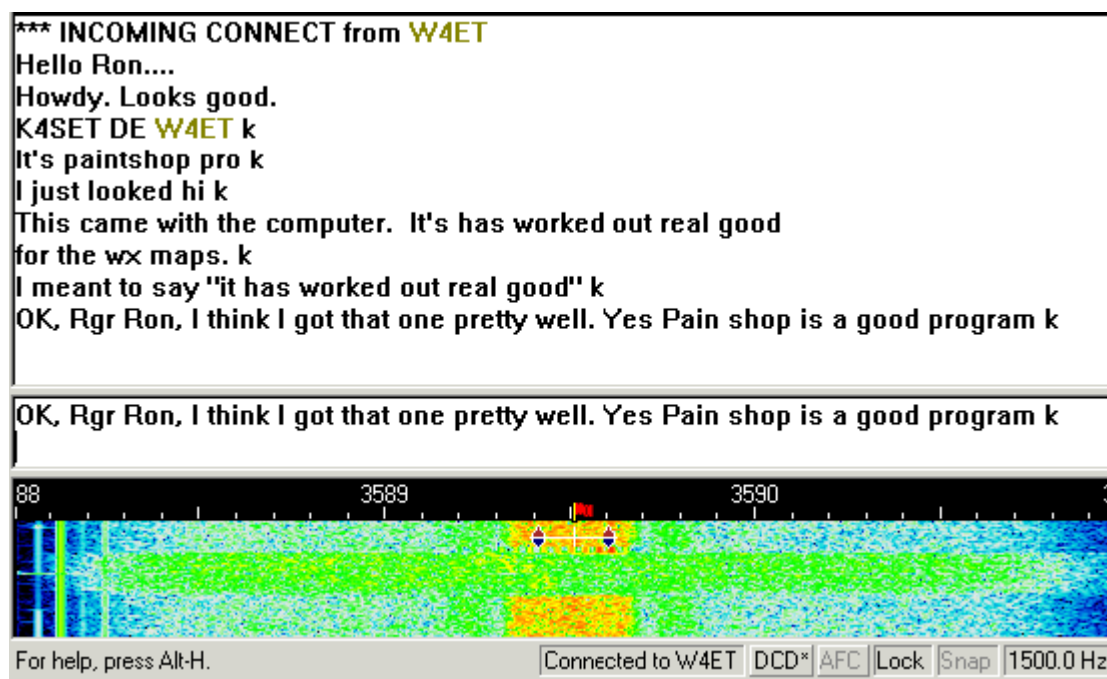 *** INCOMING CONNECT from W4ET
Hello Ron....
Howdy. Looks good.
K4SET DE W4ET k
It's paintshop pro k
I just looked hi k
This came with the computer.  It's has worked out real good
for the wx maps. k
I meant to say "it has worked out real good" k
OK, Rgr Ron, I think I got that one pretty well. Yes Pain shop is a good program k
OK, Rgr Ron, I think I got that one pretty well. Yes Pain shop is a good program k
88 3589 3590
For help, press Alt-H. Connected to W4ET DCD* AFC Lock Snap 1500.0 Hz